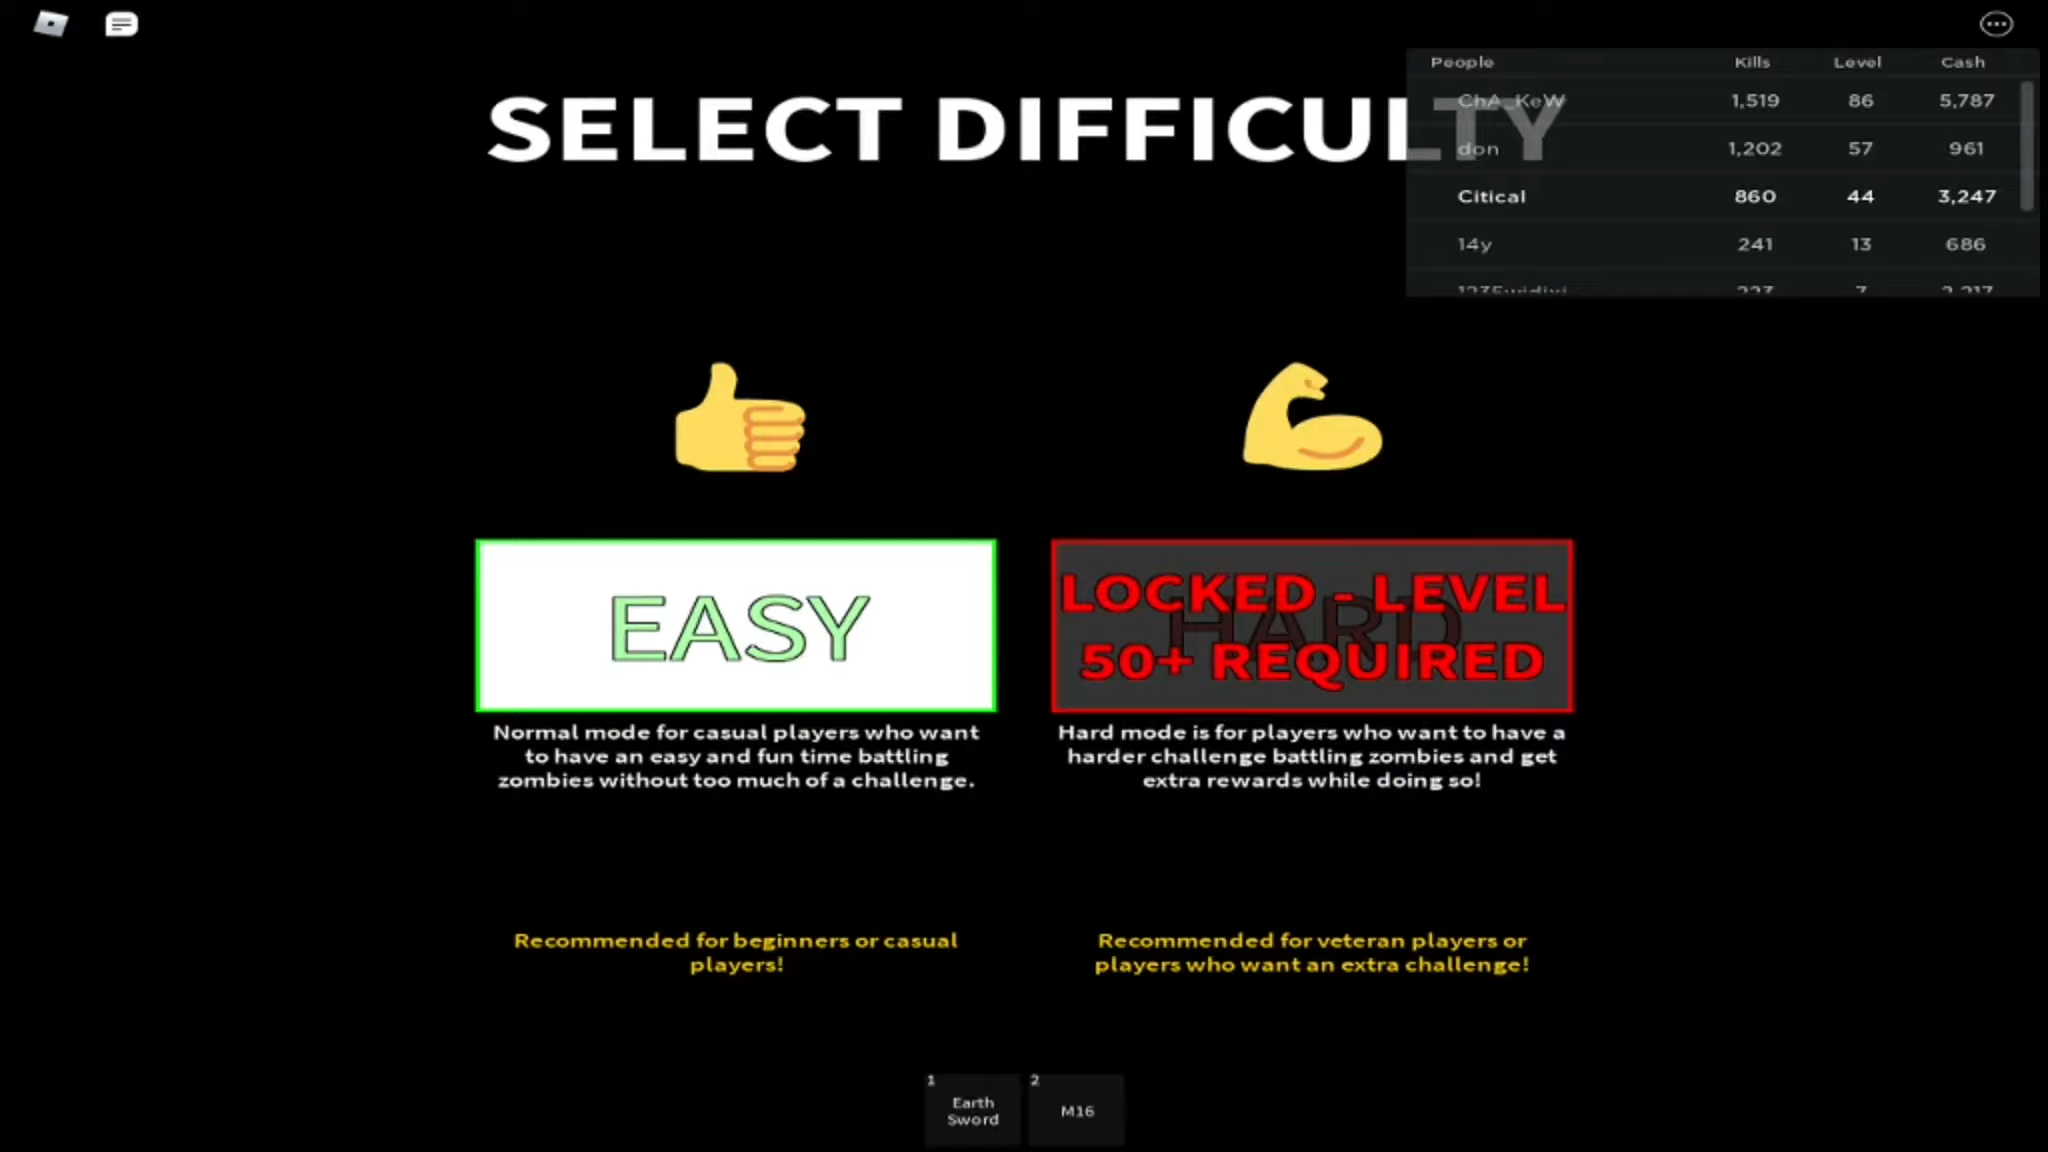 SELECT DIFFICULTY
People Kills Level Cash
ChA_KeW 1,519 86 5,787
don 1,202 57 961
Citical 860 44 3,247
14y 241 13 686
EASY
LOCKED - LEVEL
50+ REQUIRED
HARD
Normal mode for casual players who want
to have an easy and fun time battling
zombies without too much of a challenge.
Hard mode is for players who want to have a
harder challenge battling zombies and get
extra rewards while doing so!
Recommended for beginners or casual
players!
Recommended for veteran players or
players who want an extra challenge!
1
Earth
Sword
2
M16